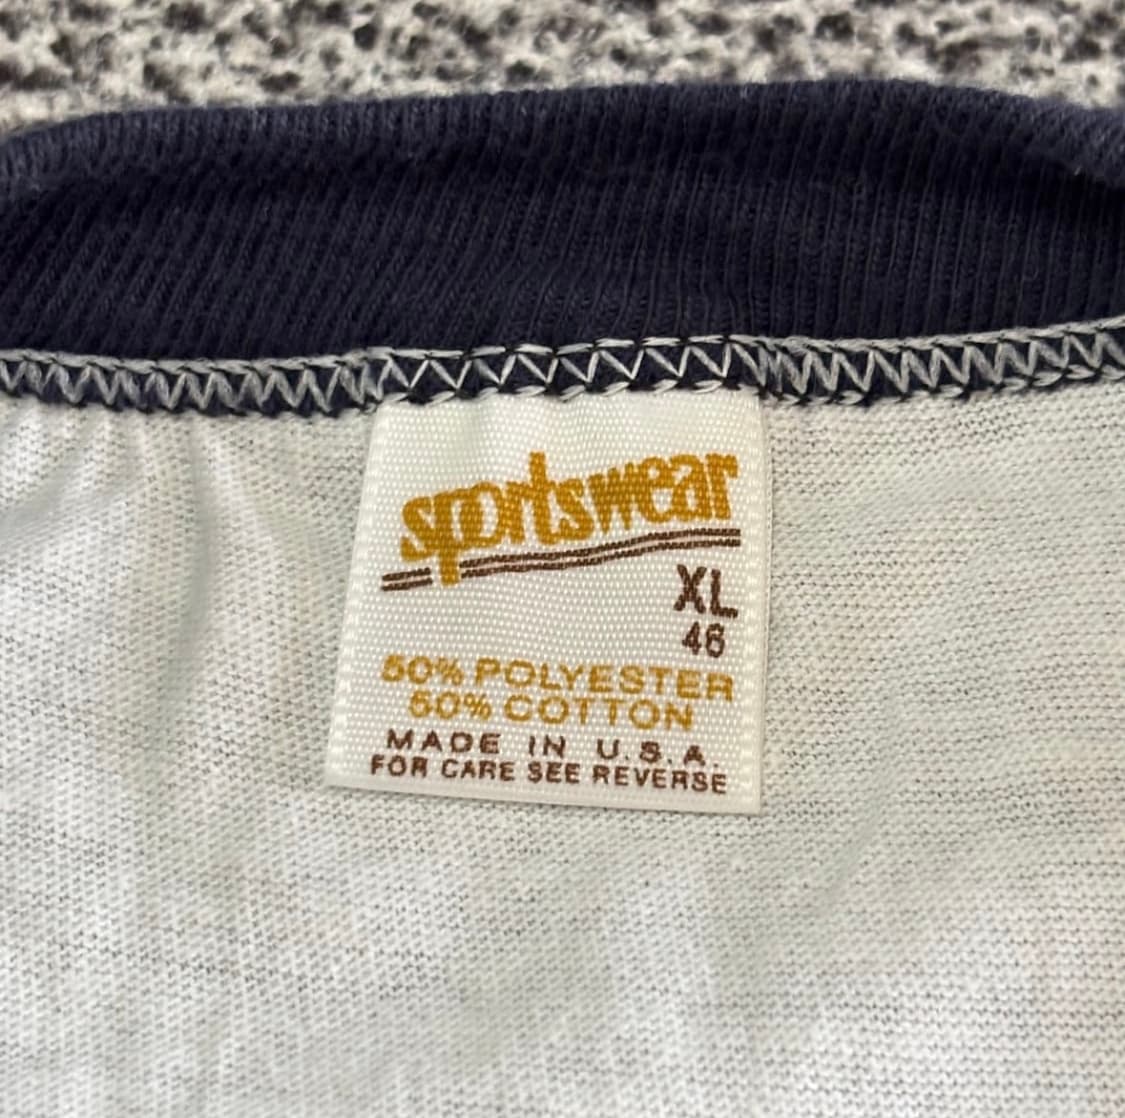 sportswear
XL
46
50% POLYESTER
50% COTTON
MADE IN U.S.A.
FOR CARE SEE REVERSE